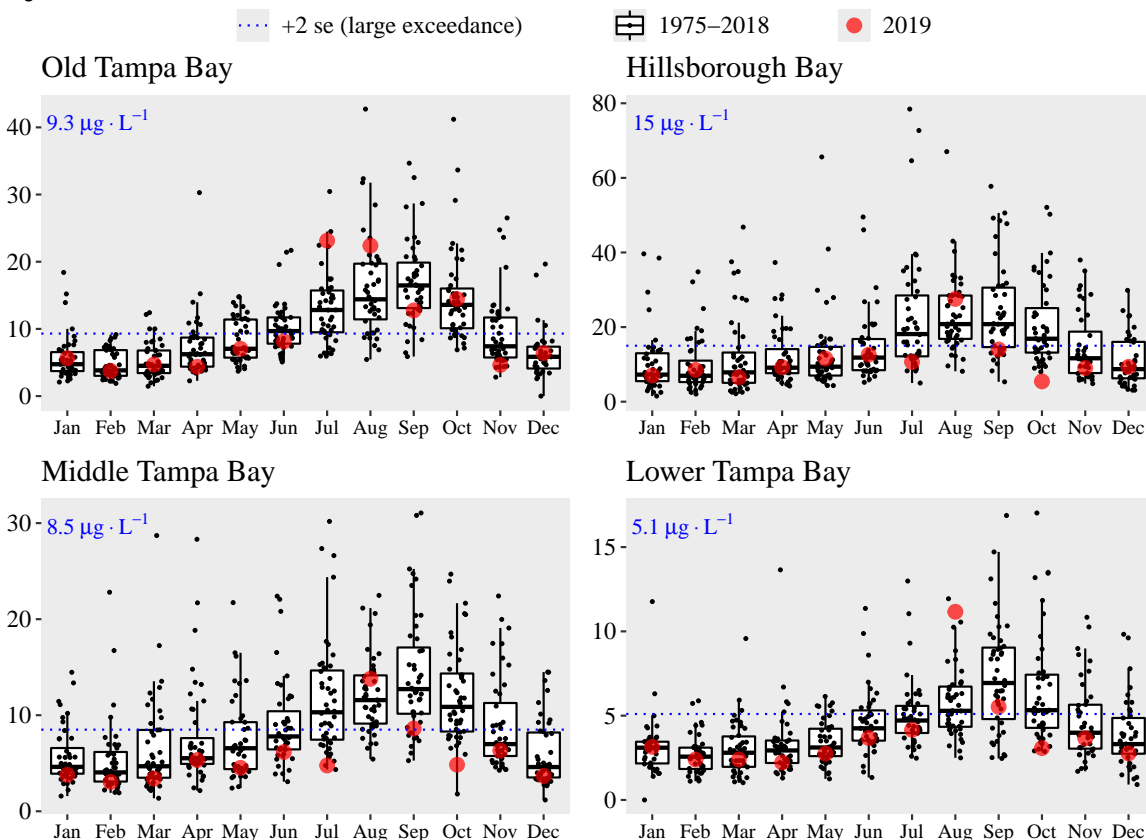 +2 se (large exceedance) 1975–2018 2019
Old Tampa Bay
9.3 µg · L⁻¹
40
30
20
10
0
Jan Feb Mar Apr May Jun Jul Aug Sep Oct Nov Dec
Hillsborough Bay
15 µg · L⁻¹
80
60
40
20
0
Jan Feb Mar Apr May Jun Jul Aug Sep Oct Nov Dec
Middle Tampa Bay
8.5 µg · L⁻¹
30
20
10
0
Jan Feb Mar Apr May Jun Jul Aug Sep Oct Nov Dec
Lower Tampa Bay
5.1 µg · L⁻¹
15
10
5
0
Jan Feb Mar Apr May Jun Jul Aug Sep Oct Nov Dec